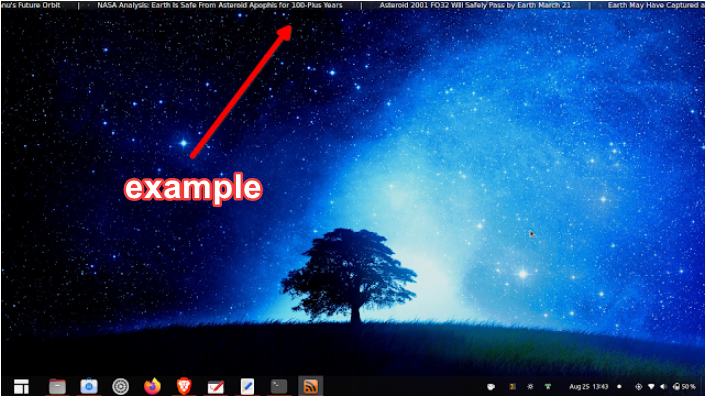 nu's Future Orbit | NASA Analysis: Earth Is Safe From Asteroid Apophis for 100-Plus Years | Asteroid 2001 FO32 Will Safely Pass by Earth March 21 | Earth May Have Captured a
example
Aug 25 13:43 50 %